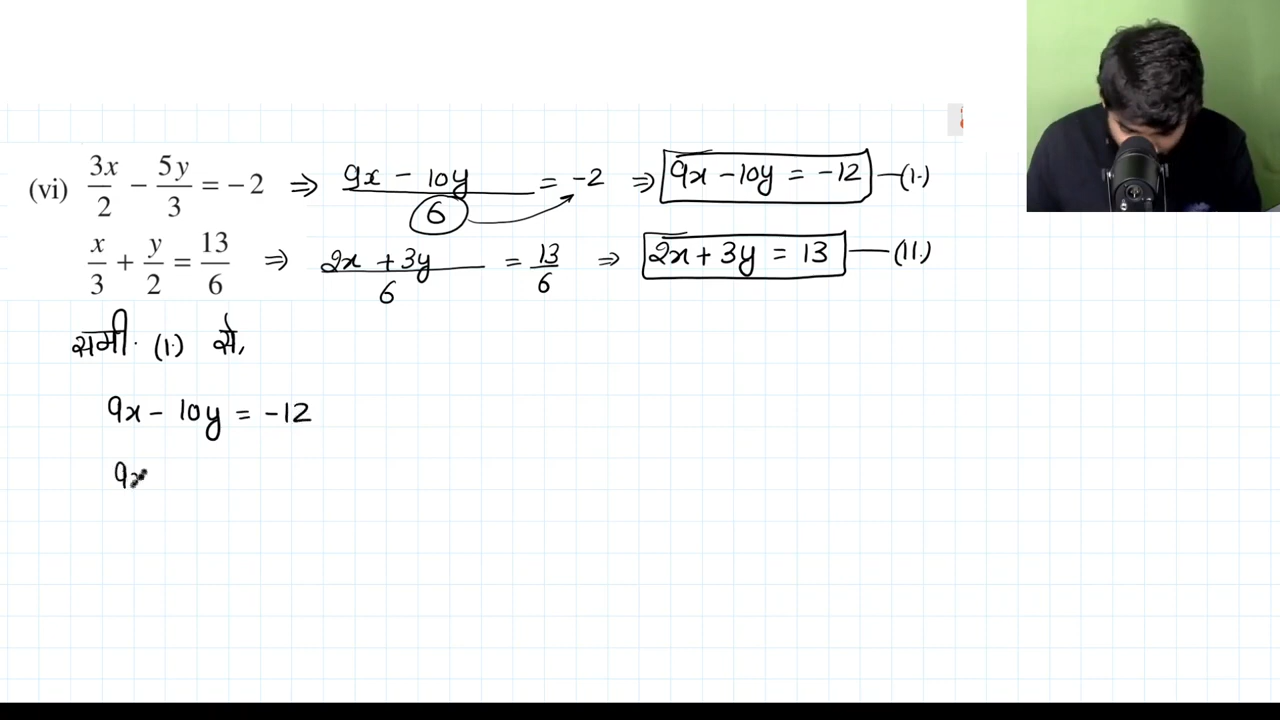 (vi) 3x/2 − 5y/3 = −2 ⇒ 9x − 10y/6 = −2 ⇒ 9x − 10y = −12 —(1.)
x/3 + y/2 = 13/6 ⇒ 2x + 3y/6 = 13/6 ⇒ 2x + 3y = 13 —(11.)
समी. (1.) से,
9x − 10y = −12
9x